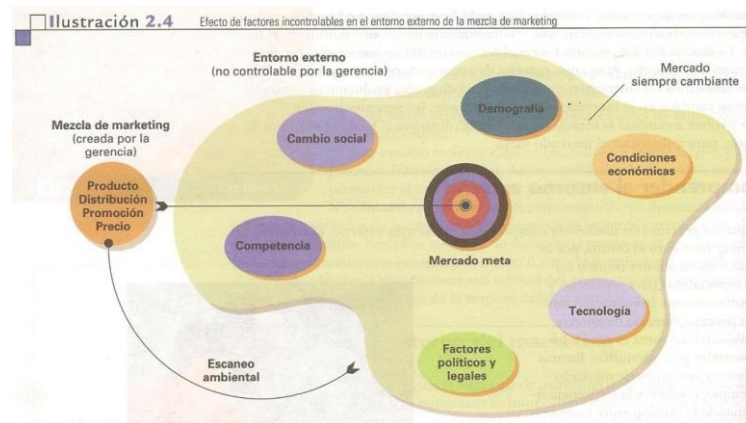 Ilustración 2.4
Efecto de factores incontrolables en el entorno externo de la mezcla de marketing
Entorno externo
(no controlable por la gerencia)
Mercado
siempre cambiante
Demografía
Mezcla de marketing
(creada por la
gerencia)
Cambio social
Condiciones
económicas
Producto
Distribución
Promoción
Precio
Competencia
Mercado meta
Tecnología
Factores
políticos y
legales
Escaneo
ambiental